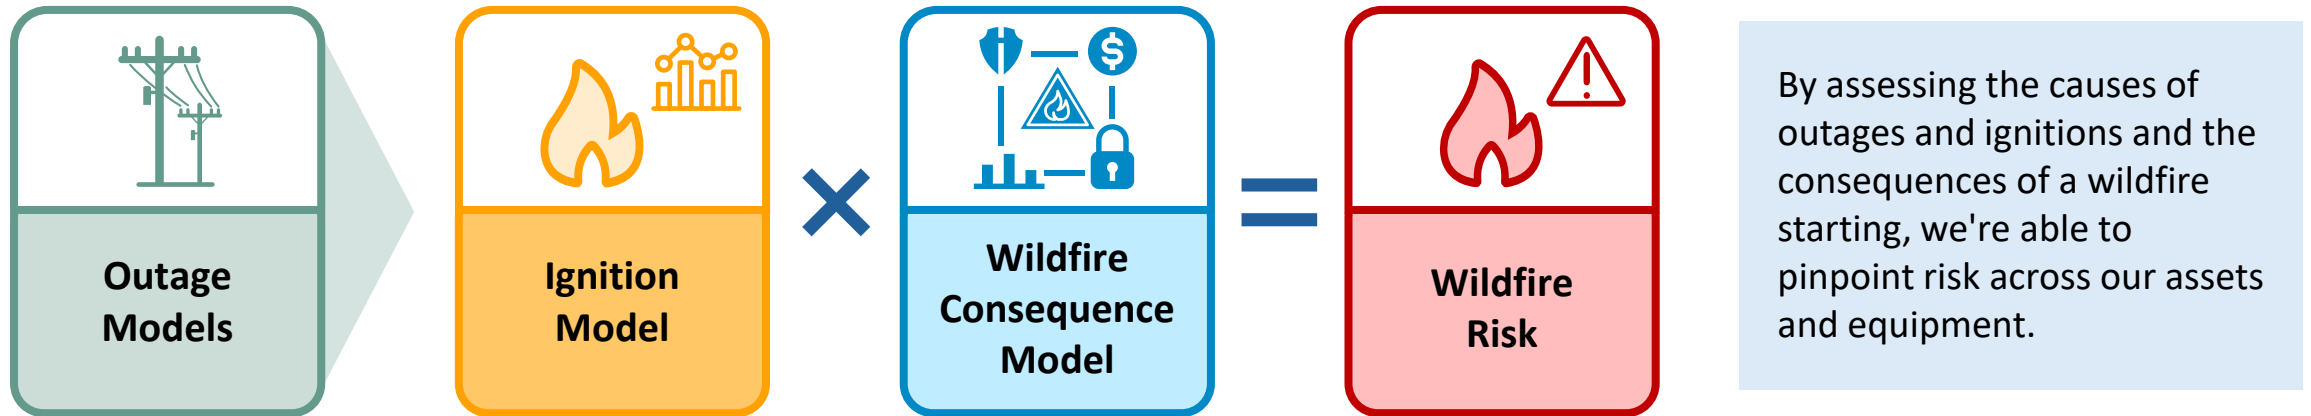 Outage
Models
Ignition
Model
×
Wildfire
Consequence
Model
=
Wildfire
Risk
By assessing the causes of
outages and ignitions and the
consequences of a wildfire
starting, we're able to
pinpoint risk across our assets
and equipment.